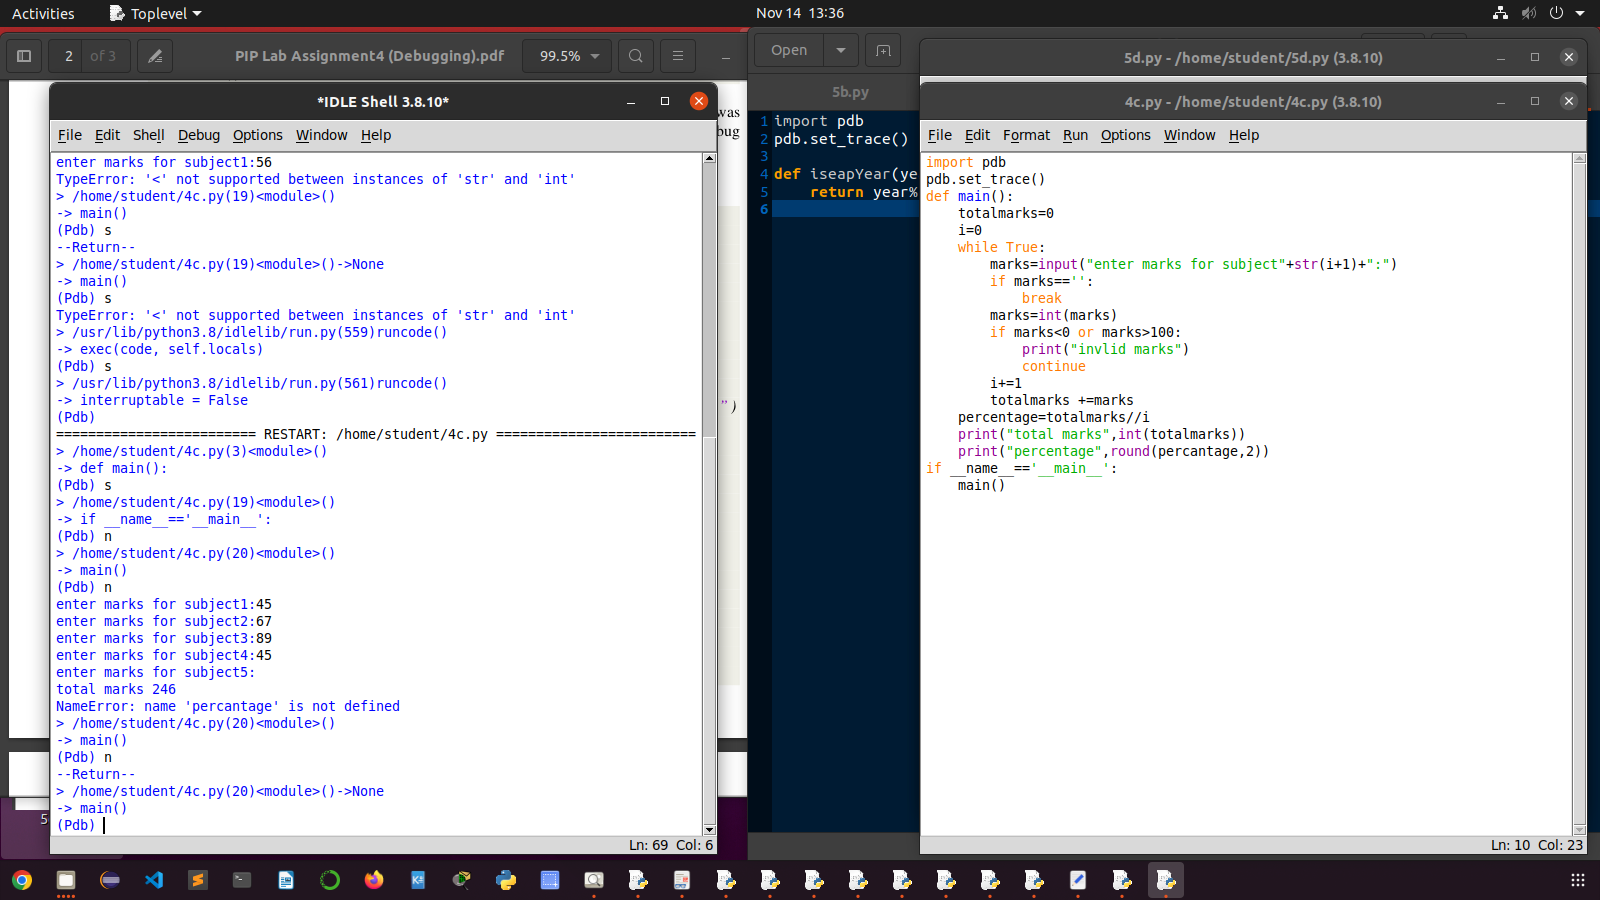 Activities
Toplevel
Nov 14 13:36
2 of 3
PIP Lab Assignment4 (Debugging).pdf
99.5%
was
bug
")
5
*IDLE Shell 3.8.10*
File Edit Shell Debug Options Window Help
enter marks for subject1:56
TypeError: '<' not supported between instances of 'str' and 'int'
> /home/student/4c.py(19)<module>()
-> main()
(Pdb) s
--Return--
> /home/student/4c.py(19)<module>()->None
-> main()
(Pdb) s
TypeError: '<' not supported between instances of 'str' and 'int'
> /usr/lib/python3.8/idlelib/run.py(559)runcode()
-> exec(code, self.locals)
(Pdb) s
> /usr/lib/python3.8/idlelib/run.py(561)runcode()
-> interruptable = False
(Pdb)
========================= RESTART: /home/student/4c.py =========================
> /home/student/4c.py(3)<module>()
-> def main():
(Pdb) s
> /home/student/4c.py(19)<module>()
-> if __name__=='__main__':
(Pdb) n
> /home/student/4c.py(20)<module>()
-> main()
(Pdb) n
enter marks for subject1:45
enter marks for subject2:67
enter marks for subject3:89
enter marks for subject4:45
enter marks for subject5:
total marks 246
NameError: name 'percantage' is not defined
> /home/student/4c.py(20)<module>()
-> main()
(Pdb) n
--Return--
> /home/student/4c.py(20)<module>()->None
-> main()
(Pdb)
Ln: 69 Col: 6
Open
5b.py
1 import pdb
2 pdb.set_trace()
3
4 def iseapYear(ye
5     return year%
6
5d.py - /home/student/5d.py (3.8.10)
4c.py - /home/student/4c.py (3.8.10)
File Edit Format Run Options Window Help
import pdb
pdb.set_trace()
def main():
    totalmarks=0
    i=0
    while True:
        marks=input("enter marks for subject"+str(i+1)+":")
        if marks=='':
            break
        marks=int(marks)
        if marks<0 or marks>100:
            print("invlid marks")
            continue
        i+=1
        totalmarks +=marks
    percentage=totalmarks//i
    print("total marks",int(totalmarks))
    print("percentage",round(percantage,2))
if __name__=='__main__':
    main()
Ln: 10 Col: 23